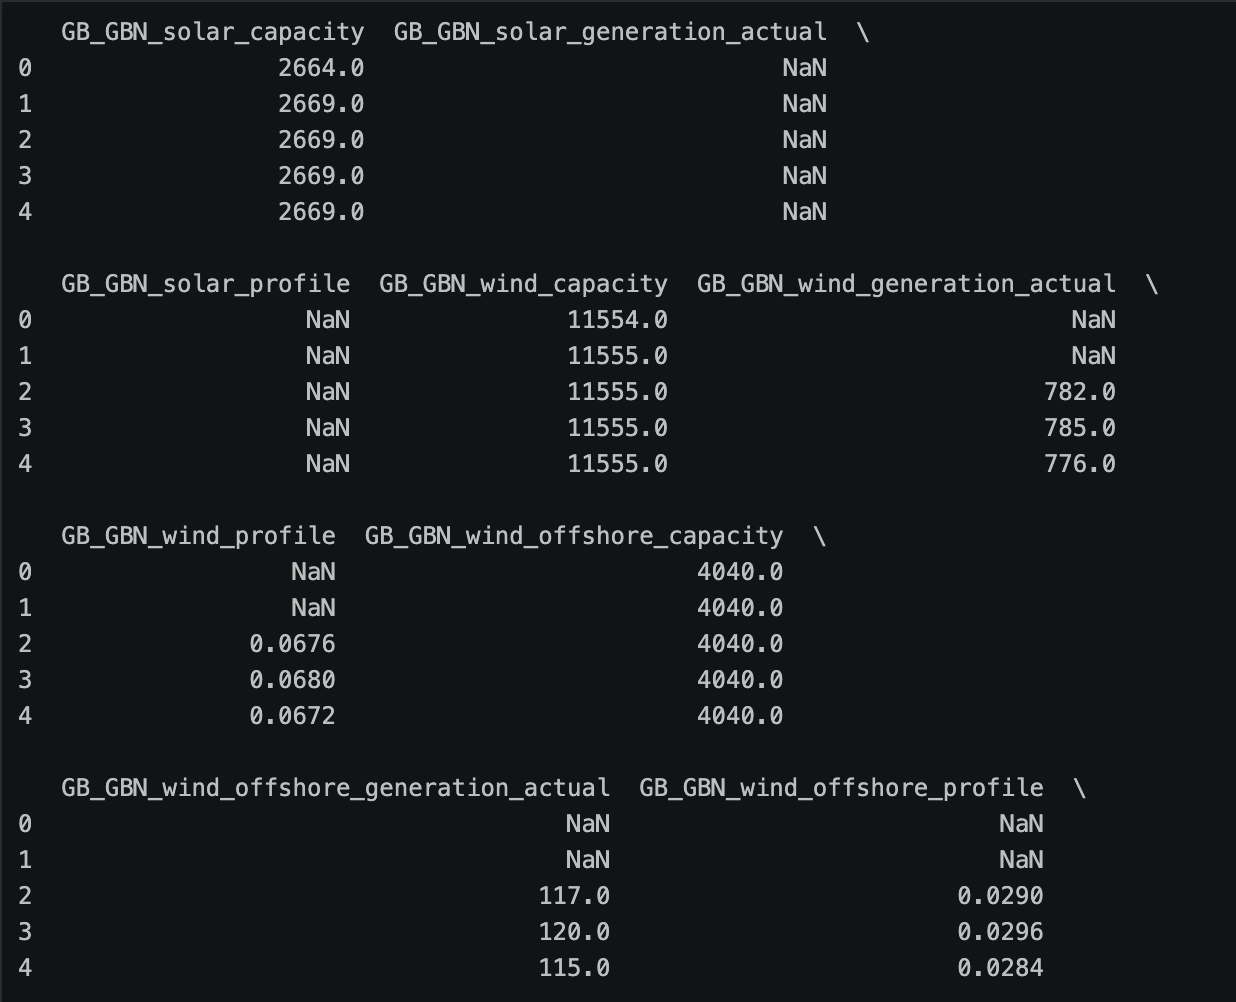 GB_GBN_solar_capacity  GB_GBN_solar_generation_actual  \
0                 2664.0                             NaN
1                 2669.0                             NaN
2                 2669.0                             NaN
3                 2669.0                             NaN
4                 2669.0                             NaN
GB_GBN_solar_profile  GB_GBN_wind_capacity  GB_GBN_wind_generation_actual  \
0                   NaN               11554.0                            NaN
1                   NaN               11555.0                            NaN
2                   NaN               11555.0                          782.0
3                   NaN               11555.0                          785.0
4                   NaN               11555.0                          776.0
GB_GBN_wind_profile  GB_GBN_wind_offshore_capacity  \
0                  NaN                         4040.0
1                  NaN                         4040.0
2               0.0676                         4040.0
3               0.0680                         4040.0
4               0.0672                         4040.0
GB_GBN_wind_offshore_generation_actual  GB_GBN_wind_offshore_profile  \
0                                     NaN                           NaN
1                                     NaN                           NaN
2                                   117.0                        0.0290
3                                   120.0                        0.0296
4                                   115.0                        0.0284